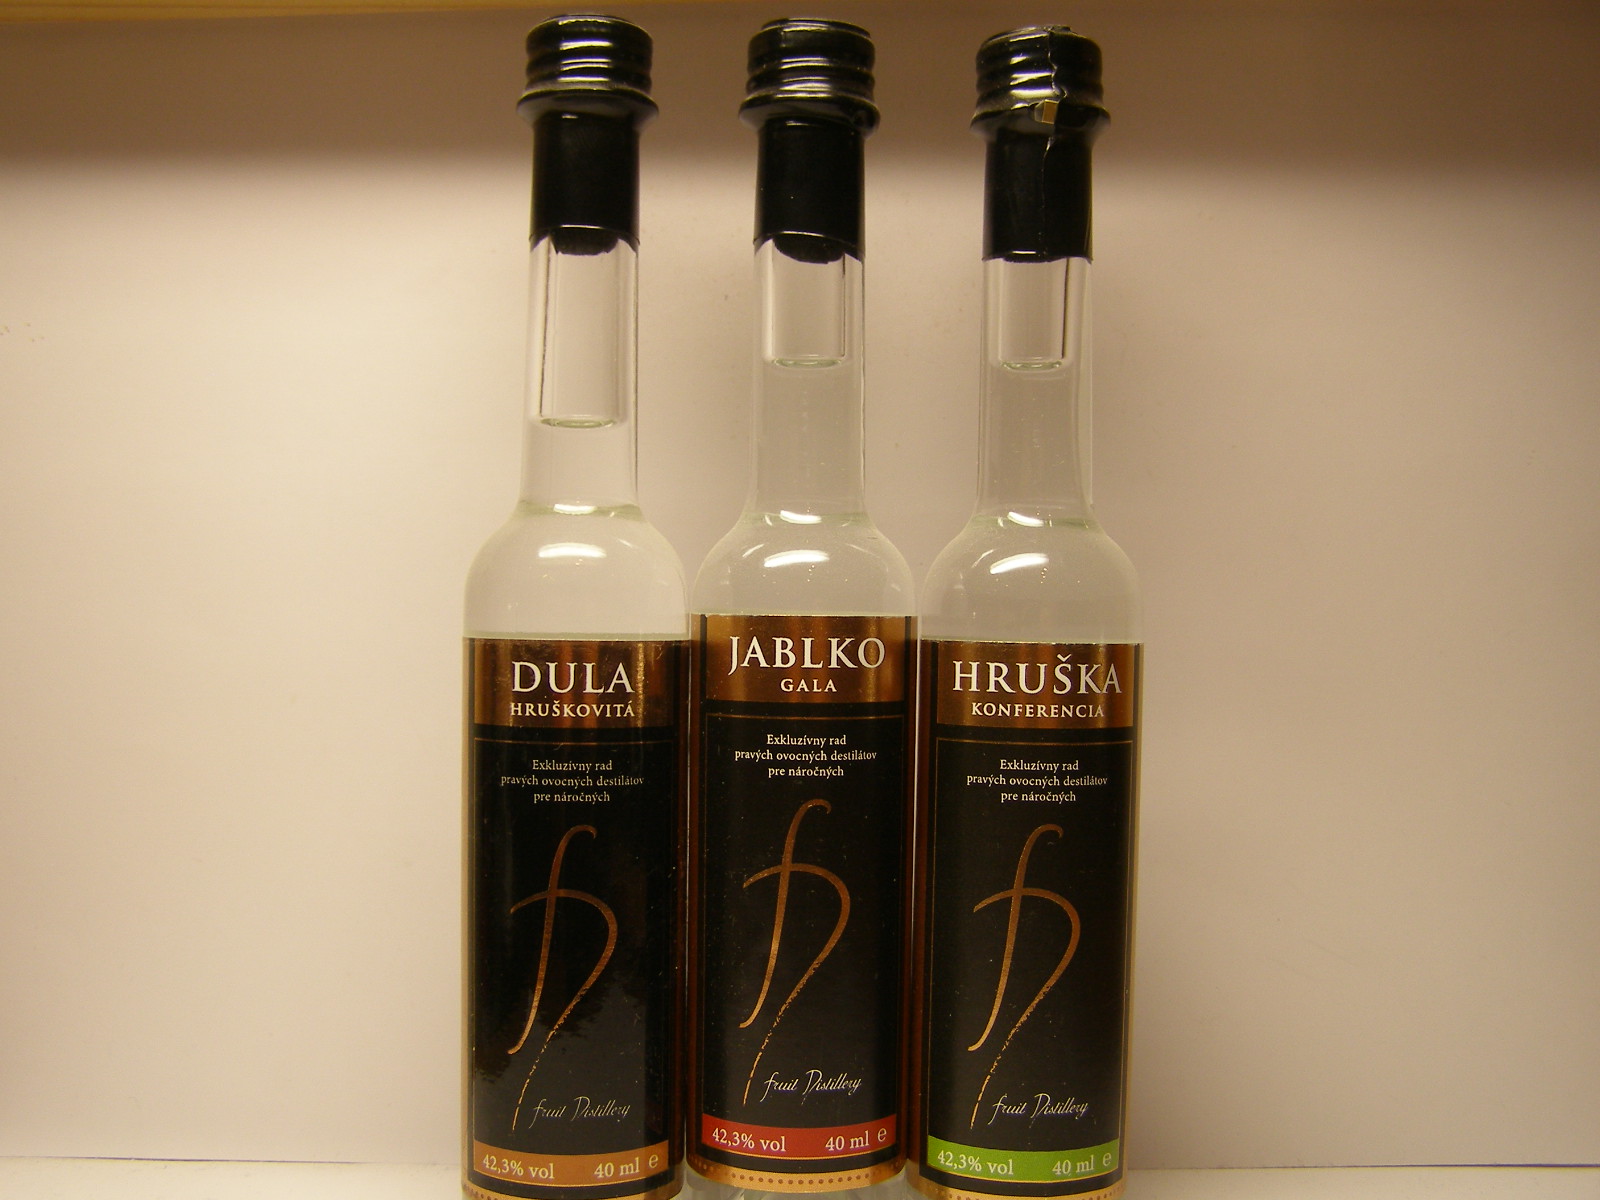 DULA
HRUŠKOVITÁ
Exkluzívny rad
pravých ovocných destilátov
pre náročných
fruit Distillery
42,3% vol 40 ml e
JABLKO
GALA
Exkluzívny rad
pravých ovocných destilátov
pre náročných
fruit Distillery
42,3% vol 40 ml e
HRUŠKA
KONFERENCIA
Exkluzívny rad
pravých ovocných destilátov
pre náročných
fruit Distillery
42,3% vol 40 ml e